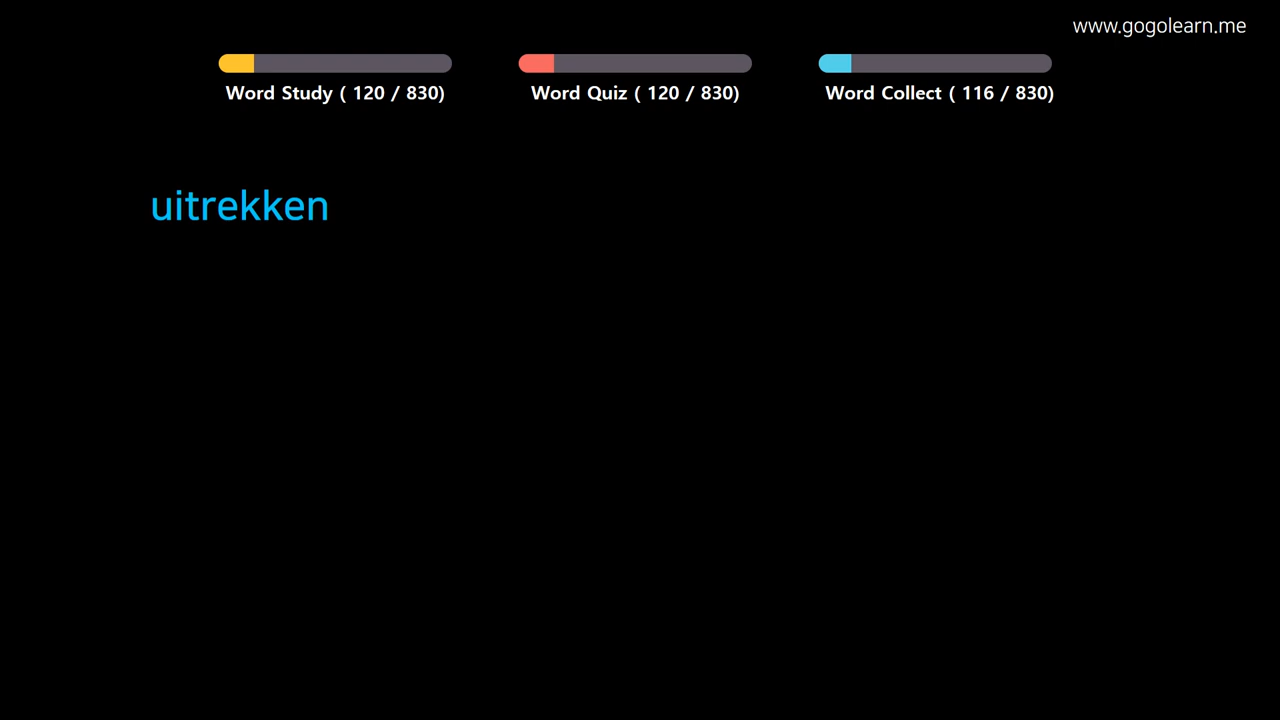 www.gogolearn.me
Word Study ( 120 / 830)
Word Quiz ( 120 / 830)
Word Collect ( 116 / 830)
uitrekken